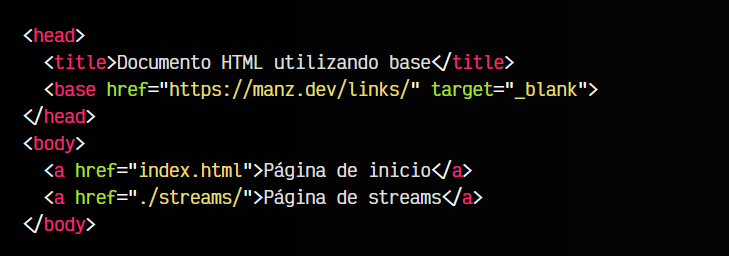 <head>
  <title>Documento HTML utilizando base</title>
  <base href="https://manz.dev/links/" target="_blank">
</head>
<body>
  <a href="index.html">Página de inicio</a>
  <a href="./streams/">Página de streams</a>
</body>